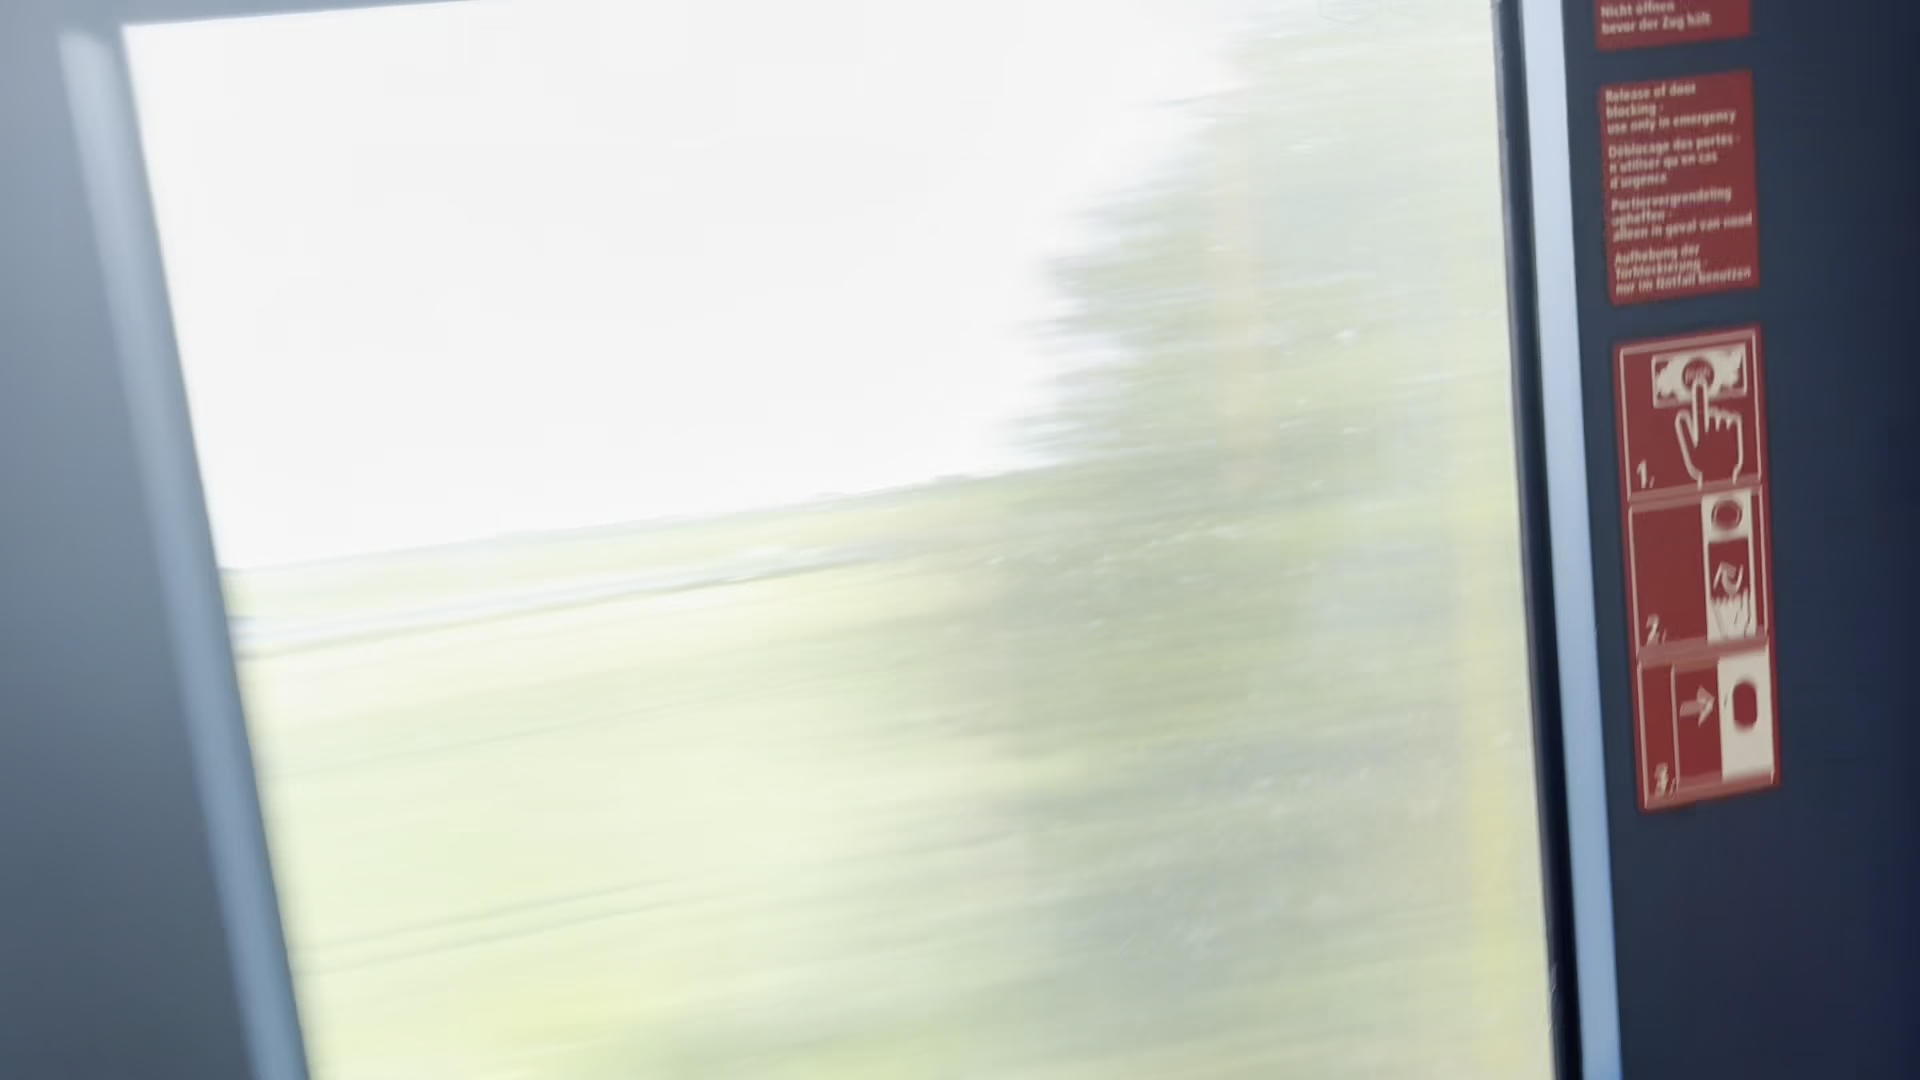 Nicht öffnen
bevor der Zug hält
Release of door
blocking -
use only in emergency
Déblocage des portes -
n'utiliser qu'en cas
d'urgence
Portiervergrendeling
opheffen -
alleen in geval van nood
Aufhebung der
Türblockierung -
nur im Notfall benutzen
1.
2.
3.